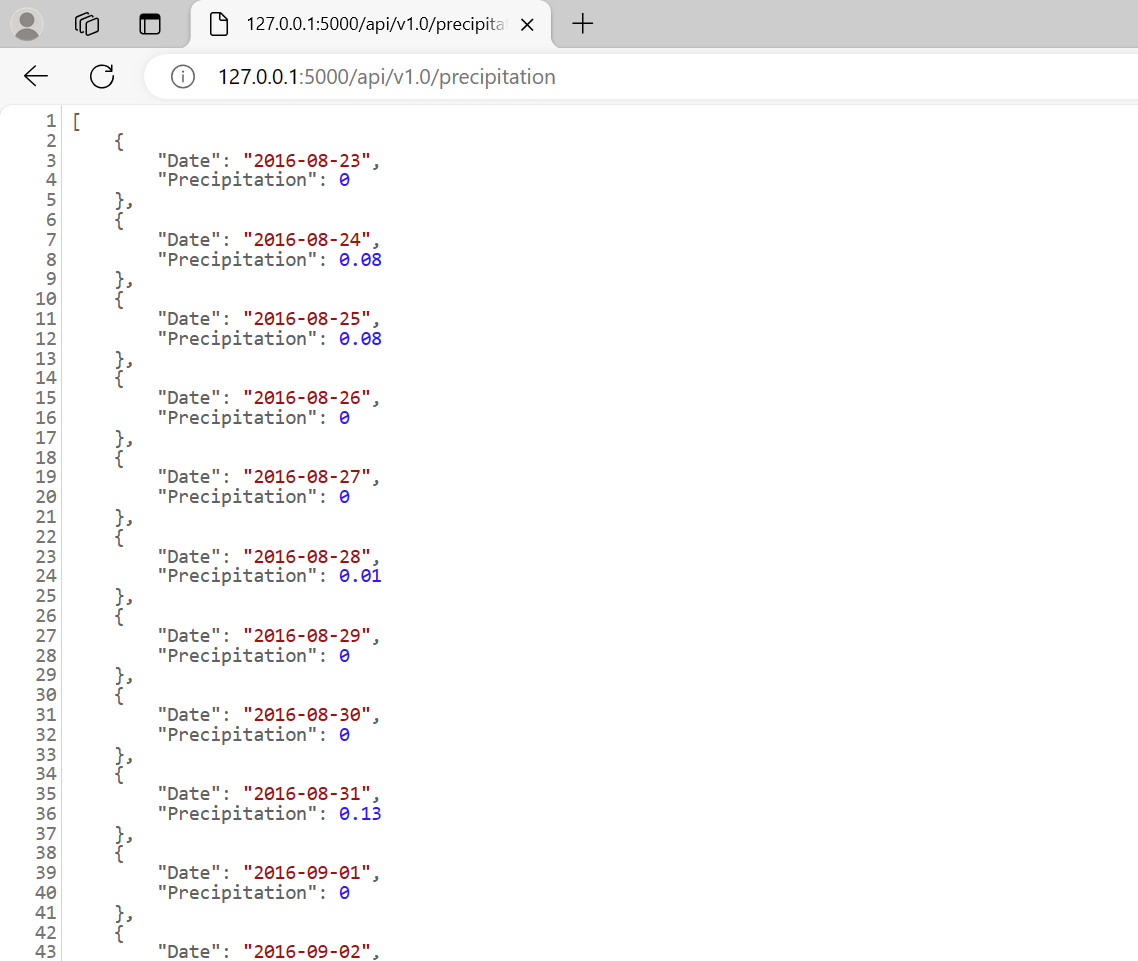 127.0.0.1:5000/api/v1.0/precipita
127.0.0.1:5000/api/v1.0/precipitation
1 [
2 {
3 "Date": "2016-08-23",
4 "Precipitation": 0
5 },
6 {
7 "Date": "2016-08-24",
8 "Precipitation": 0.08
9 },
10 {
11 "Date": "2016-08-25",
12 "Precipitation": 0.08
13 },
14 {
15 "Date": "2016-08-26",
16 "Precipitation": 0
17 },
18 {
19 "Date": "2016-08-27",
20 "Precipitation": 0
21 },
22 {
23 "Date": "2016-08-28",
24 "Precipitation": 0.01
25 },
26 {
27 "Date": "2016-08-29",
28 "Precipitation": 0
29 },
30 {
31 "Date": "2016-08-30",
32 "Precipitation": 0
33 },
34 {
35 "Date": "2016-08-31",
36 "Precipitation": 0.13
37 },
38 {
39 "Date": "2016-09-01",
40 "Precipitation": 0
41 },
42 {
43 "Date": "2016-09-02",